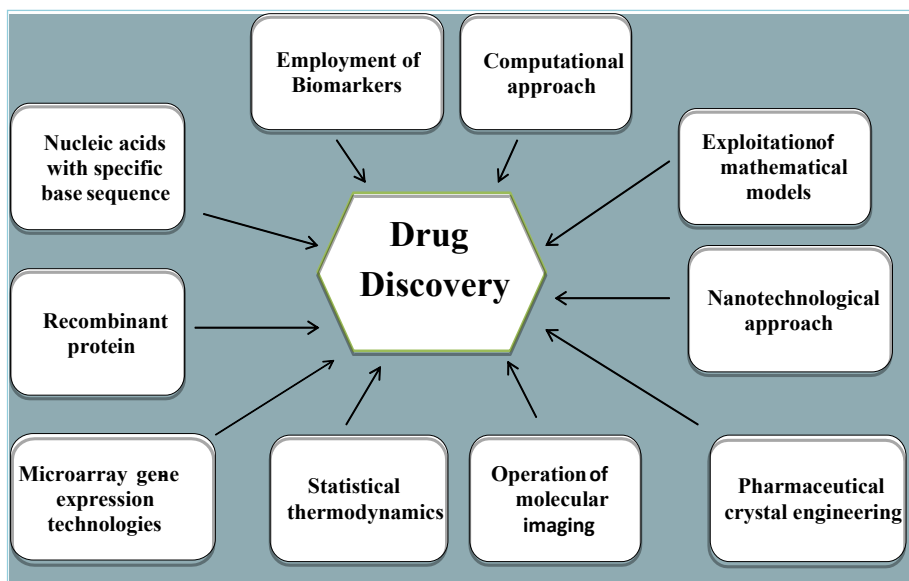 Employment of
Biomarkers
Computational
approach
Nucleic acids
with specific
base sequence
Exploitationof
mathematical
models
Drug
Discovery
Recombinant
protein
Nanotechnological
approach
Microarray gene
expression
technologies
Statistical
thermodynamics
Operation of
molecular
imaging
Pharmaceutical
crystal engineering